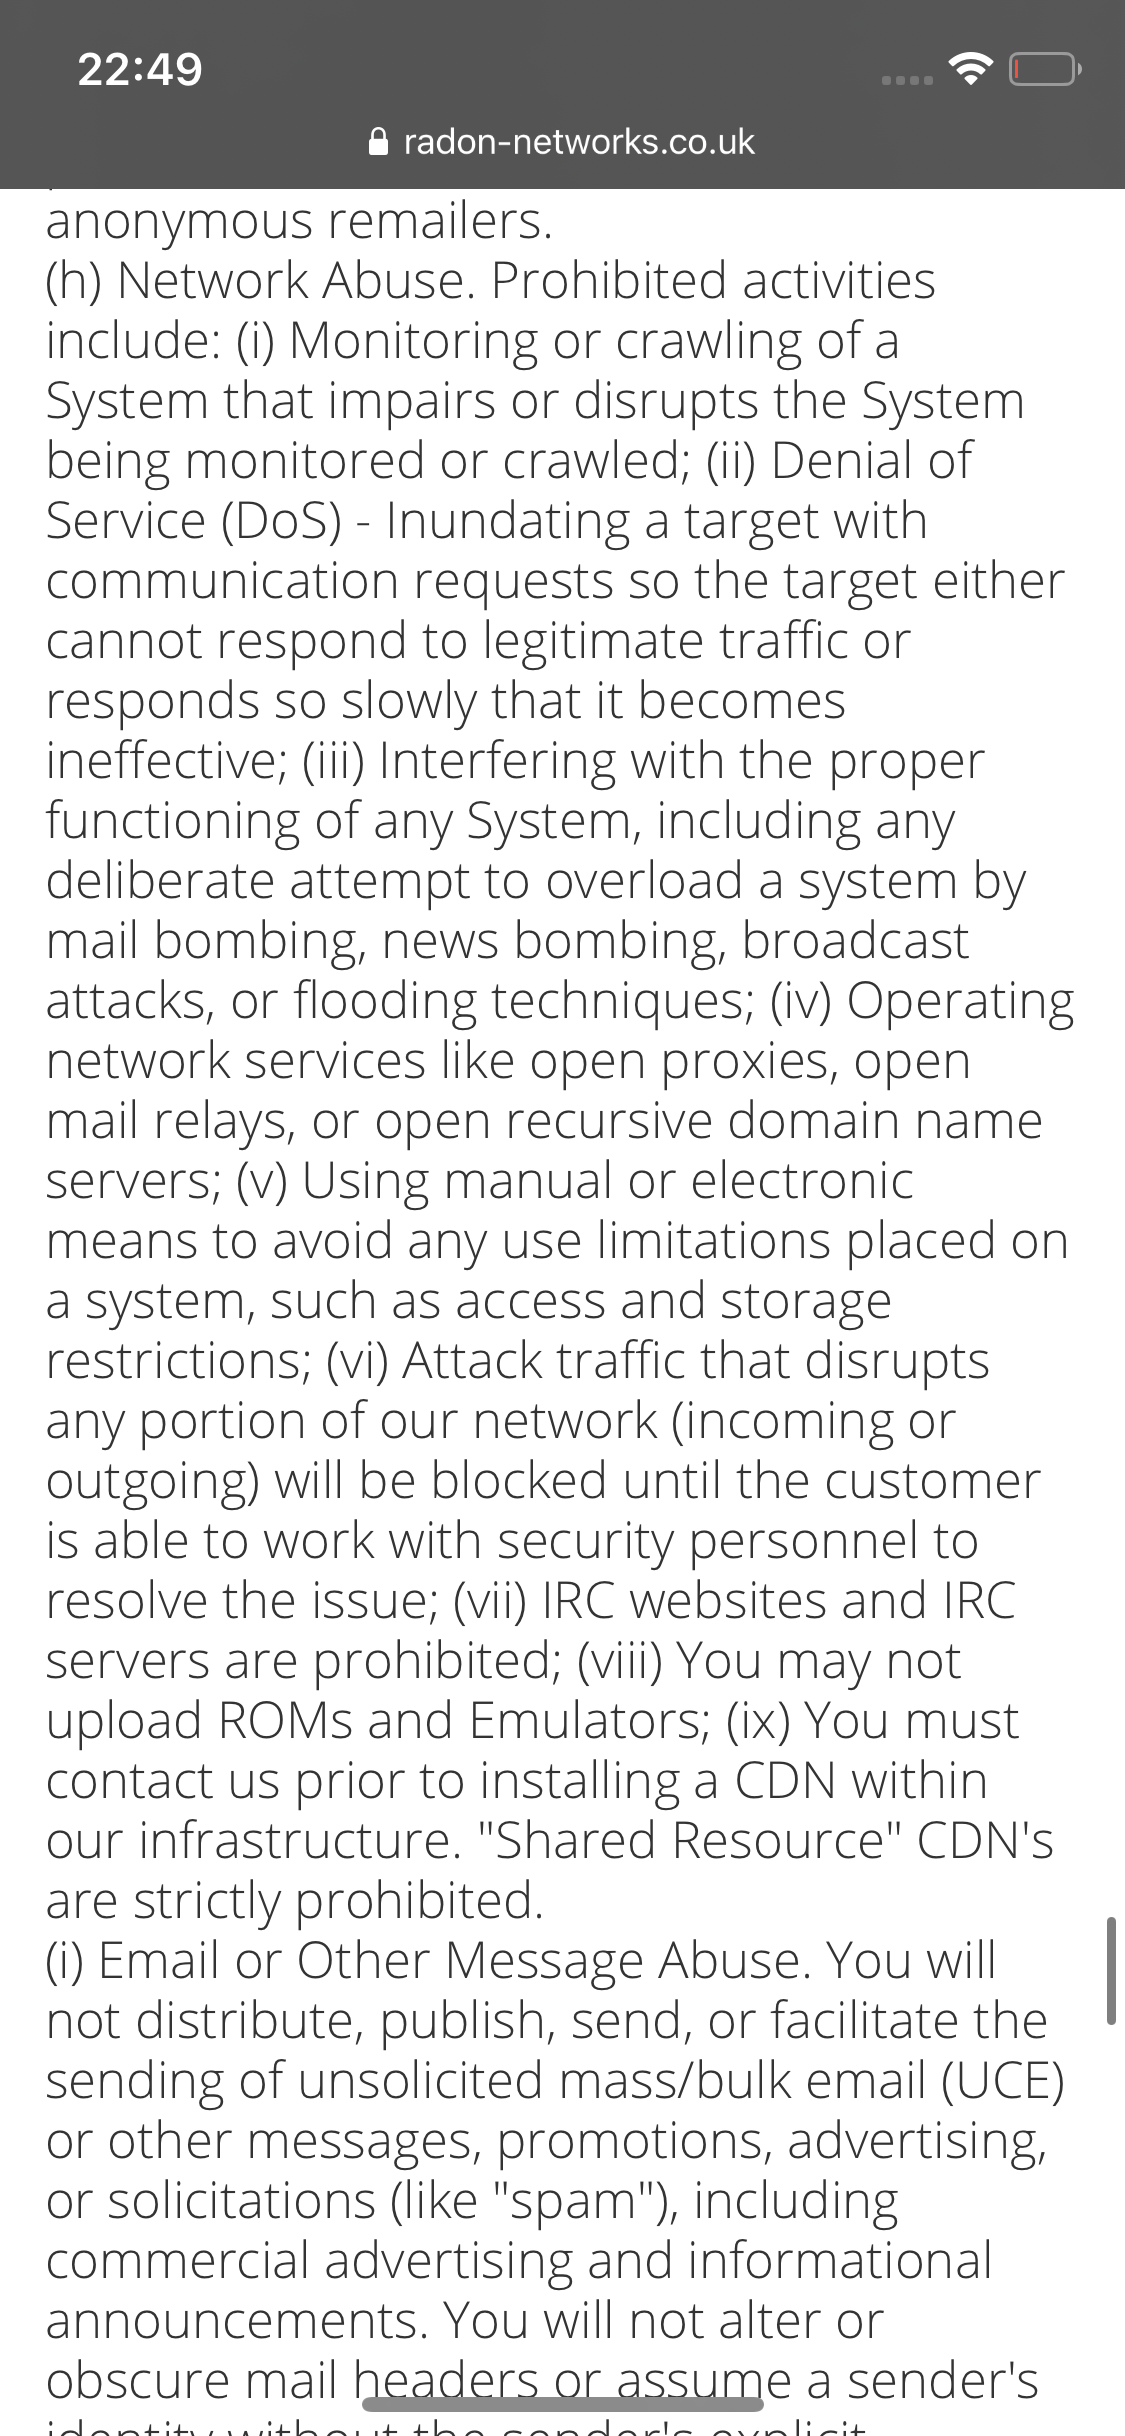 22:49
radon-networks.co.uk
anonymous remailers.
(h) Network Abuse. Prohibited activities
include: (i) Monitoring or crawling of a
System that impairs or disrupts the System
being monitored or crawled; (ii) Denial of
Service (DoS) - Inundating a target with
communication requests so the target either
cannot respond to legitimate traffic or
responds so slowly that it becomes
ineffective; (iii) Interfering with the proper
functioning of any System, including any
deliberate attempt to overload a system by
mail bombing, news bombing, broadcast
attacks, or flooding techniques; (iv) Operating
network services like open proxies, open
mail relays, or open recursive domain name
servers; (v) Using manual or electronic
means to avoid any use limitations placed on
a system, such as access and storage
restrictions; (vi) Attack traffic that disrupts
any portion of our network (incoming or
outgoing) will be blocked until the customer
is able to work with security personnel to
resolve the issue; (vii) IRC websites and IRC
servers are prohibited; (viii) You may not
upload ROMs and Emulators; (ix) You must
contact us prior to installing a CDN within
our infrastructure. "Shared Resource" CDN's
are strictly prohibited.
(i) Email or Other Message Abuse. You will
not distribute, publish, send, or facilitate the
sending of unsolicited mass/bulk email (UCE)
or other messages, promotions, advertising,
or solicitations (like "spam"), including
commercial advertising and informational
announcements. You will not alter or
obscure mail headers or assume a sender's
identity without the sender's explicit